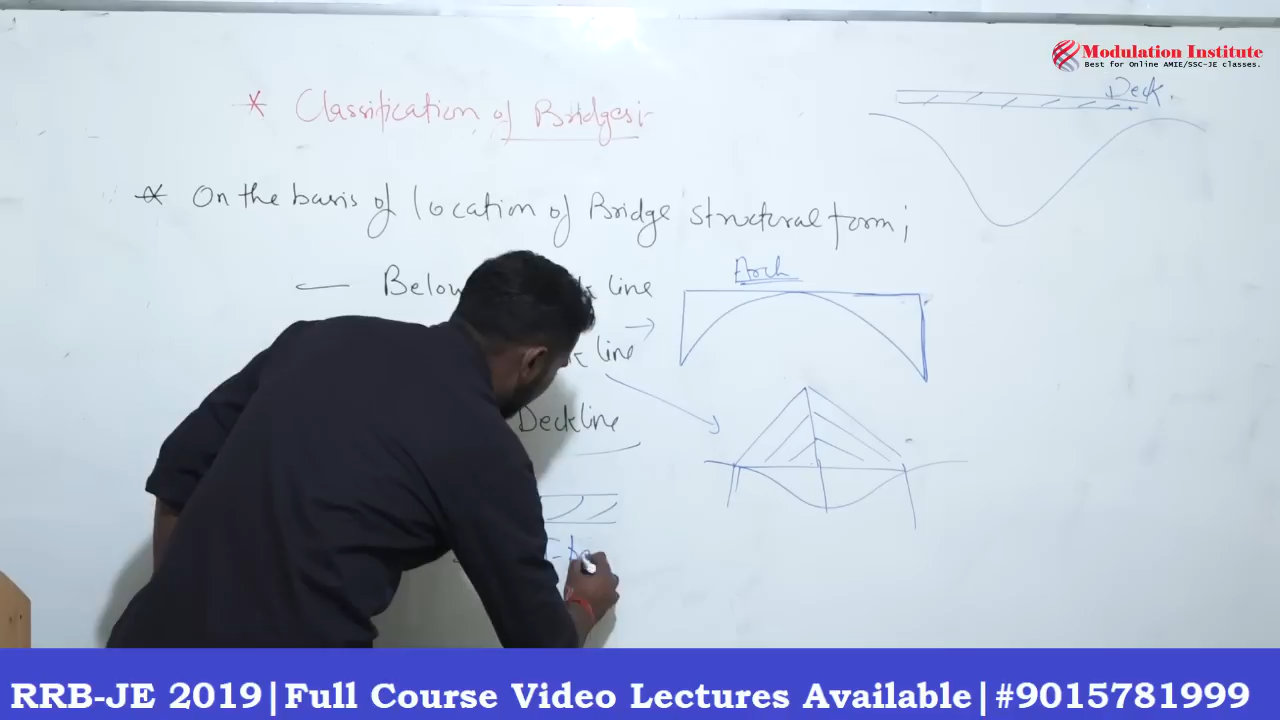 Modulation Institute
Best for Online AMIE/SSC-JE classes.
Deck.
* Classification of Bridges:-
* On the basis of location of Bridge structural form;
Below line
Arch
line
Deckline
RRB-JE 2019|Full Course Video Lectures Available|#9015781999